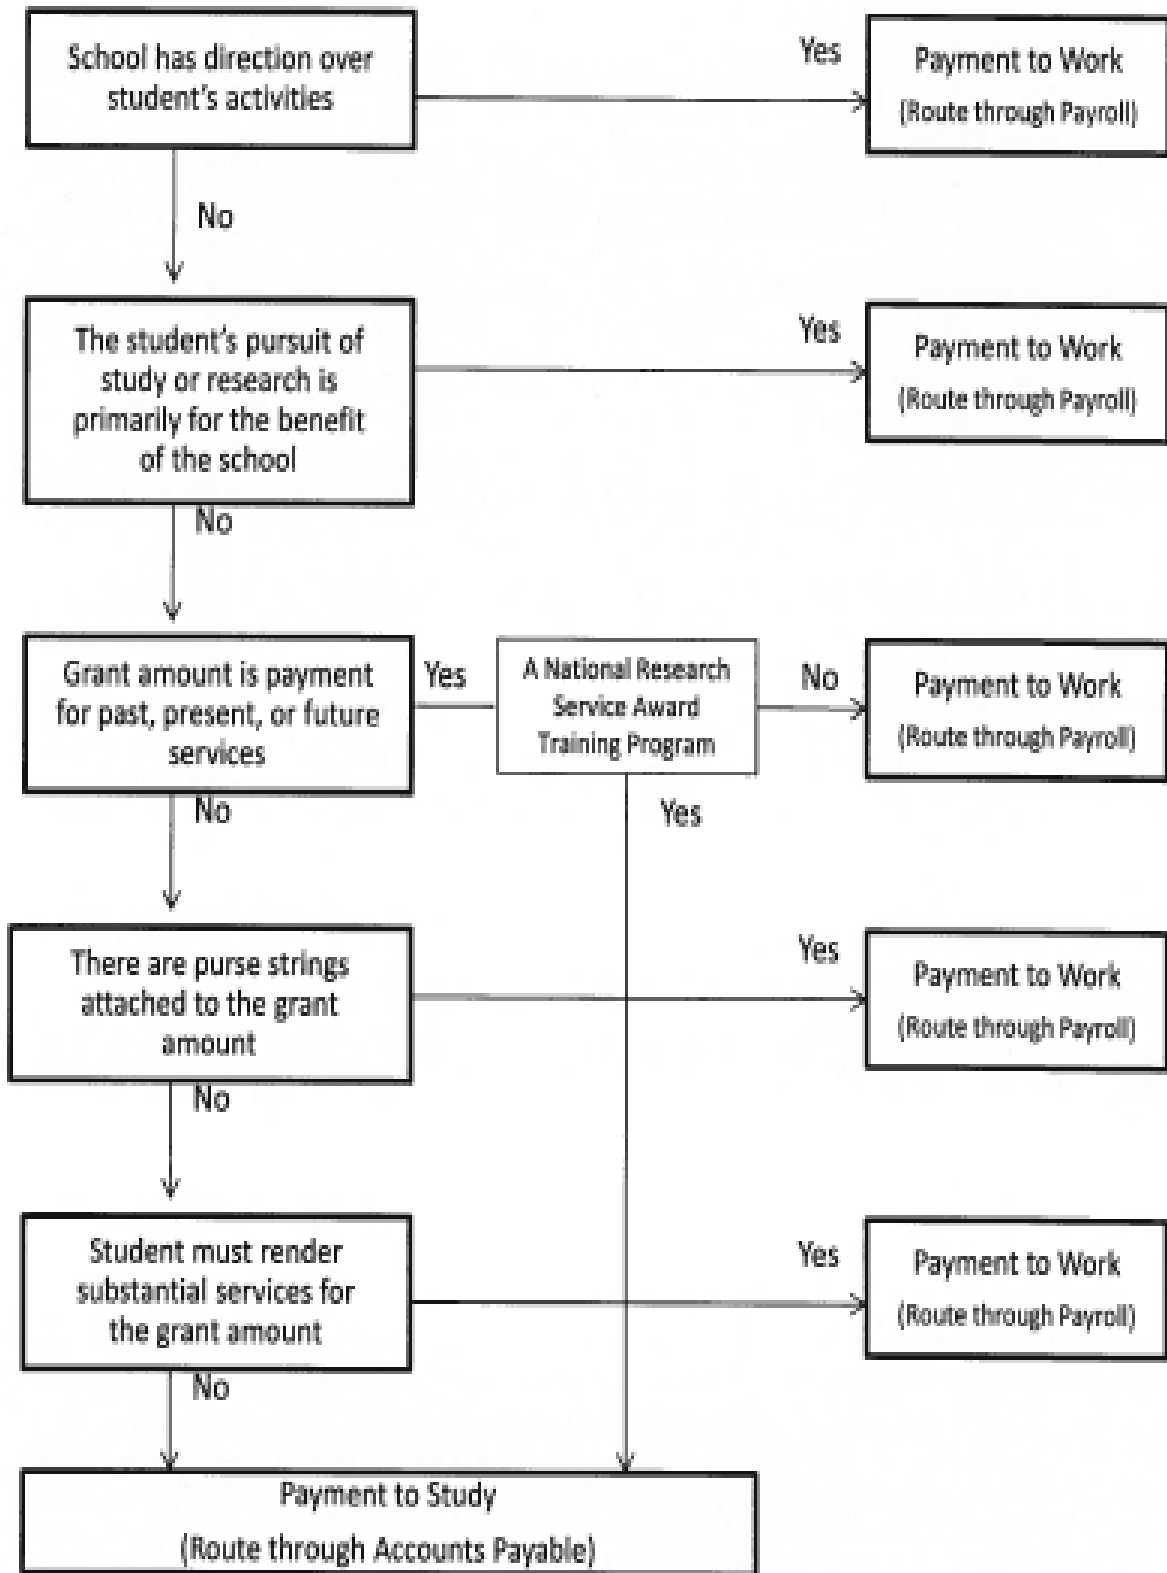 School has direction over
student's activities
Yes
Payment to Work
(Route through Payroll)
No
The student's pursuit of
study or research is
primarily for the benefit
of the school
Yes
Payment to Work
(Route through Payroll)
No
Grant amount is payment
for past, present, or future
services
Yes
A National Research
Service Award
Training Program
No
Payment to Work
(Route through Payroll)
No
Yes
There are purse strings
attached to the grant
amount
Yes
Payment to Work
(Route through Payroll)
No
Student must render
substantial services for
the grant amount
Yes
Payment to Work
(Route through Payroll)
No
Payment to Study
(Route through Accounts Payable)